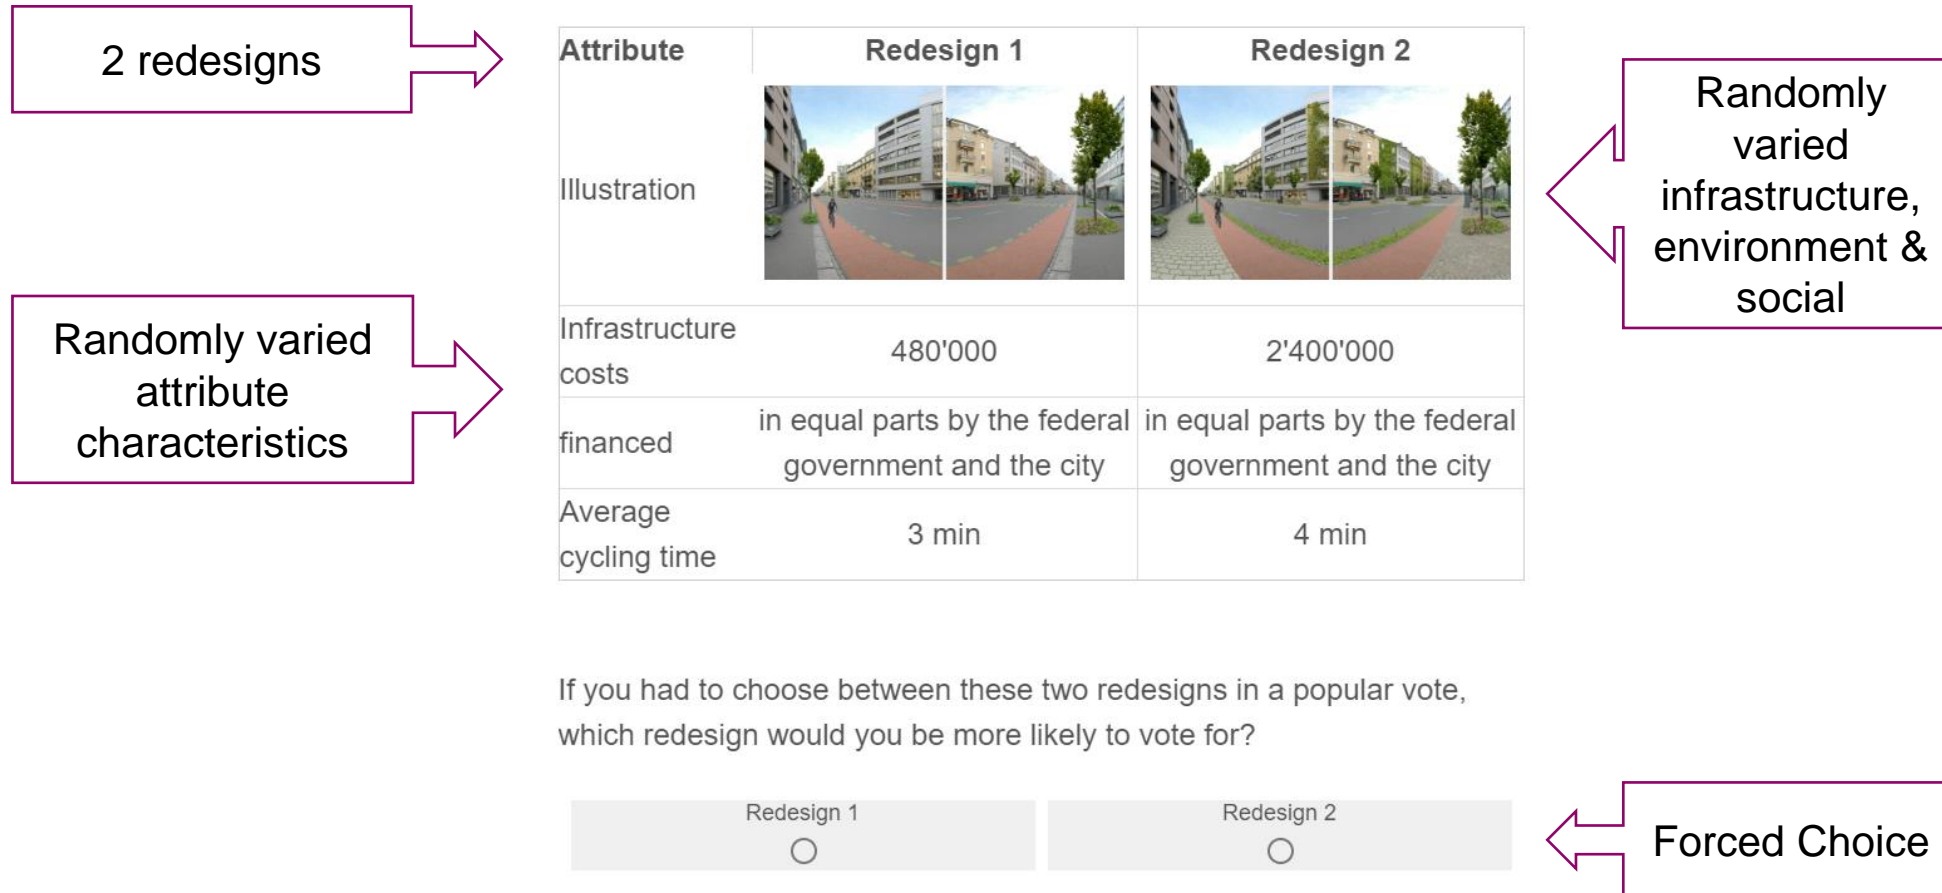 2 redesigns
Randomly varied
attribute
characteristics
Attribute
Redesign 1
Redesign 2
Illustration
Infrastructure
costs
480'000
2'400'000
financed
in equal parts by the federal
government and the city
in equal parts by the federal
government and the city
Average
cycling time
3 min
4 min
Randomly
varied
infrastructure,
environment &
social
If you had to choose between these two redesigns in a popular vote,
which redesign would you be more likely to vote for?
Redesign 1
Redesign 2
Forced Choice